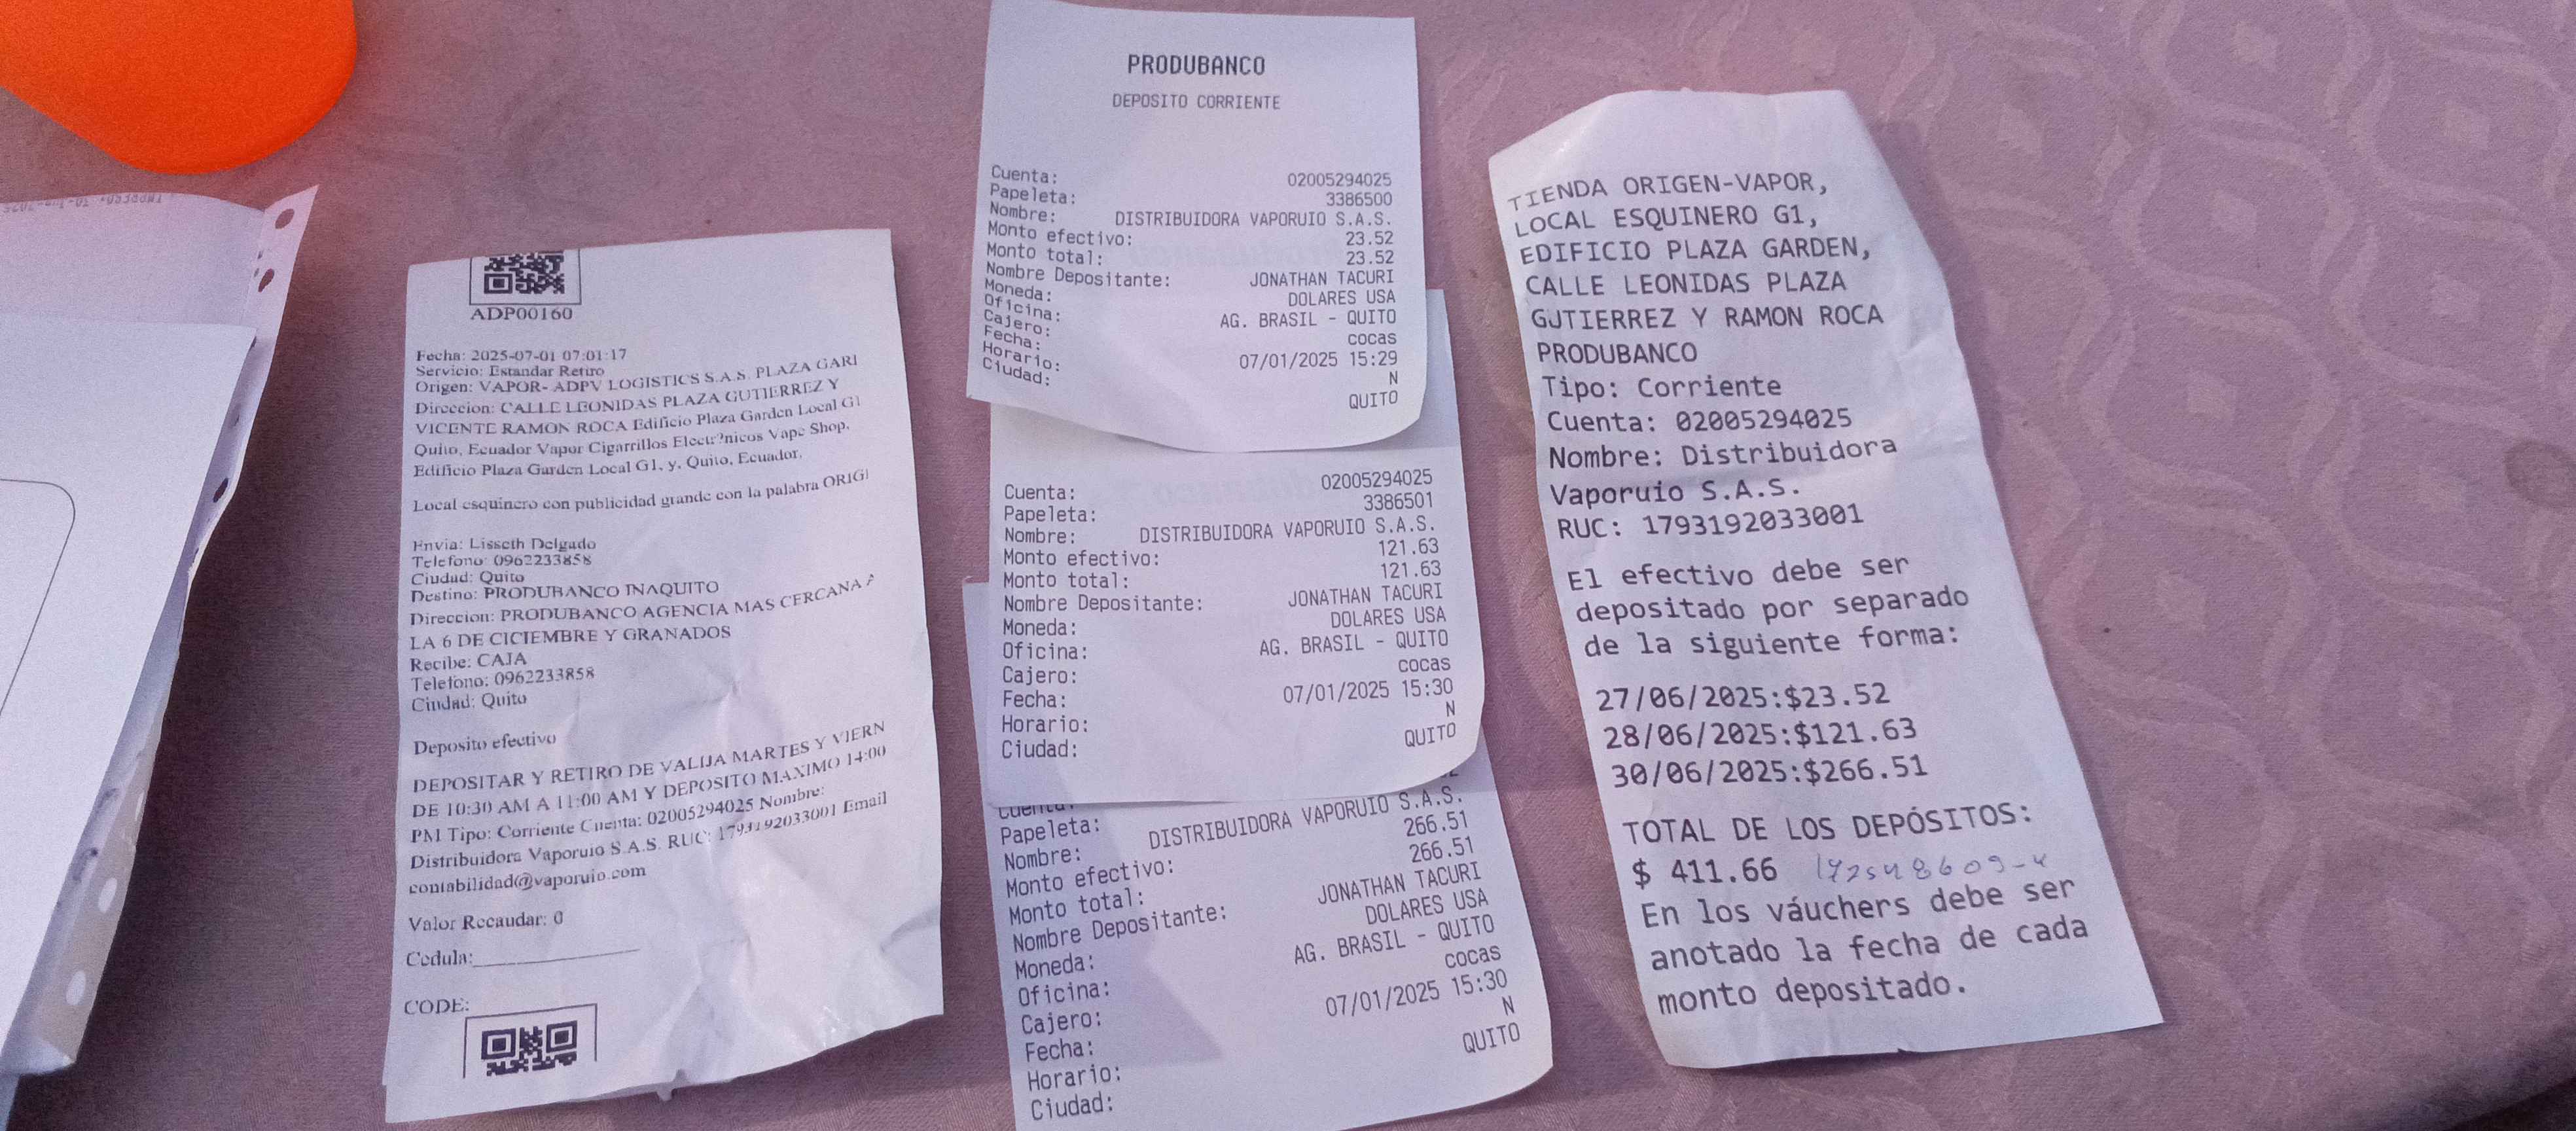 ADP00160
Fecha: 2025-07-01 07:01:17
Servicio: Estandar Retiro
Origen: VAPOR- ADPV LOGISTICS S.A.S. PLAZA GARI
Direccion: CALLE LEONIDAS PLAZA GUTIERREZ Y
VICENTE RAMON ROCA Edificio Plaza Garden Local G1
Quito, Ecuador Vapor Cigarrillos Electr?nicos Vape Shop,
Edificio Plaza Garden Local G1, y, Quito, Ecuador.
Local esquinero con publicidad grande con la palabra ORIGI
Envia: Lisseth Delgado
Telefono: 0962233858
Ciudad: Quito
Destino: PRODUBANCO INAQUITO
Direccion: PRODUBANCO AGENCIA MAS CERCANA A
LA 6 DE CICIEMBRE Y GRANADOS
Recibe: CAJA
Telefono: 0962233858
Ciudad: Quito
Deposito efectivo
DEPOSITAR Y RETIRO DE VALIJA MARTES Y VIERN
DE 10:30 AM A 11:00 AM Y DEPOSITO MAXIMO 14:00
PM Tipo: Corriente Cuenta: 02005294025 Nombre:
Distribuidora Vaporuio S.A.S. RUC: 1793192033001 Email
contabilidad@vaporuio.com
Valor Recaudar: 0
Cedula:
CODE:
PRODUBANCO
DEPOSITO CORRIENTE
Cuenta: 02005294025
Papeleta: 3386500
Nombre: DISTRIBUIDORA VAPORUIO S.A.S.
Monto efectivo: 23.52
Monto total: 23.52
Nombre Depositante: JONATHAN TACURI
Moneda: DOLARES USA
Oficina: AG. BRASIL - QUITO
Cajero: cocas
Fecha: 07/01/2025 15:29
Horario: N
Ciudad: QUITO
Cuenta: 02005294025
Papeleta: 3386501
Nombre: DISTRIBUIDORA VAPORUIO S.A.S.
Monto efectivo: 121.63
Monto total: 121.63
Nombre Depositante: JONATHAN TACURI
Moneda: DOLARES USA
Oficina: AG. BRASIL - QUITO
Cajero: cocas
Fecha: 07/01/2025 15:30
Horario: N
Ciudad: QUITO
Cuenta:
Papeleta:
Nombre: DISTRIBUIDORA VAPORUIO S.A.S.
Monto efectivo: 266.51
Monto total: 266.51
Nombre Depositante: JONATHAN TACURI
Moneda: DOLARES USA
Oficina: AG. BRASIL - QUITO
Cajero: cocas
Fecha: 07/01/2025 15:30
Horario: N
Ciudad: QUITO
TIENDA ORIGEN-VAPOR,
LOCAL ESQUINERO G1,
EDIFICIO PLAZA GARDEN,
CALLE LEONIDAS PLAZA
GUTIERREZ Y RAMON ROCA
PRODUBANCO
Tipo: Corriente
Cuenta: 02005294025
Nombre: Distribuidora
Vaporuio S.A.S.
RUC: 1793192033001
El efectivo debe ser
depositado por separado
de la siguiente forma:
27/06/2025:$23.52
28/06/2025:$121.63
30/06/2025:$266.51
TOTAL DE LOS DEPÓSITOS:
$ 411.66
En los váuchers debe ser
anotado la fecha de cada
monto depositado.